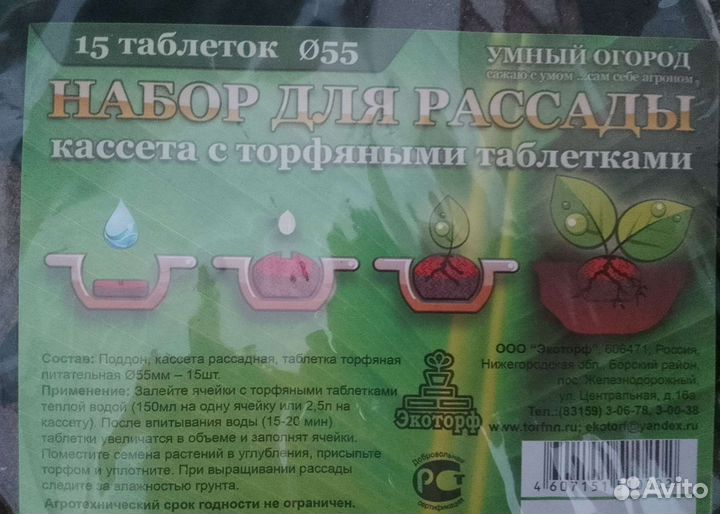 15 таблеток Ø55
УМНЫЙ ОГОРОД
сажаю с умом ...сам себе агроном
НАБОР ДЛЯ РАССАДЫ
кассета с торфяными таблетками
Состав: Поддон, кассета рассадная, таблетка торфяная
питательная Ø55мм – 15шт.
Применение: Залейте ячейки с торфяными таблетками
теплой водой (150мл на одну ячейку или 2,5л на
кассету). После впитывания воды (15-20 мин)
таблетки увеличатся в объеме и заполнят ячейки.
Поместите семена растений в углубления, присыпьте
торфом и уплотните. При выращивании рассады
следите за влажностью грунта.
Агротехнический срок годности не ограничен.
Экоторф
Добровольная
РСТ
сертификация
ООО "Экоторф", 606471, Россия,
Нижегородская обл., Борский район,
пос. Железнодорожный,
ул. Центральная, д.16а
Тел.:(83159) 3-06-78, 3-00-38
www.torfnn.ru; ekotorf@yandex.ru
4 607151
Avito